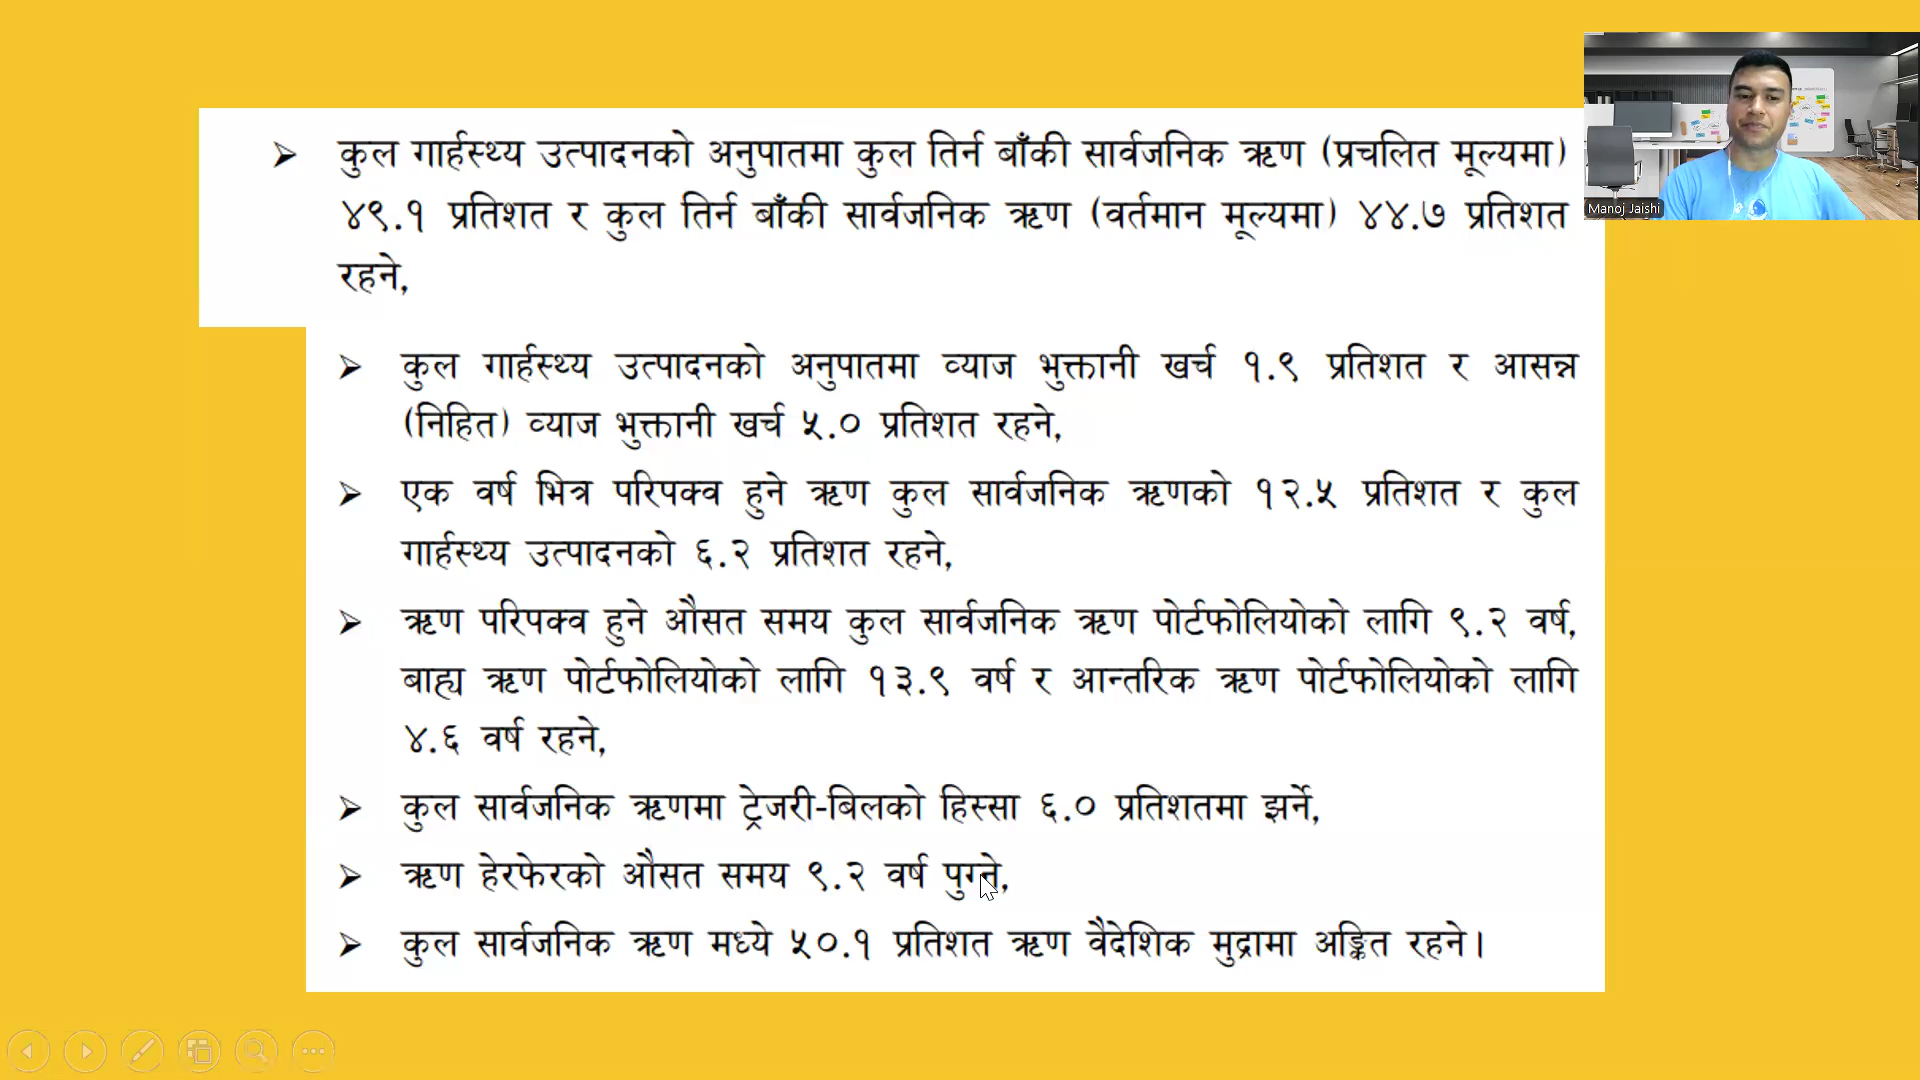 ➢ कुल गार्हस्थ्य उत्पादनको अनुपातमा कुल तिर्न बाँकी सार्वजनिक ऋण (प्रचलित मूल्यमा)
४९.१ प्रतिशत र कुल तिर्न बाँकी सार्वजनिक ऋण (वर्तमान मूल्यमा) ४४.७ प्रतिशत
रहने,
➢ कुल गार्हस्थ्य उत्पादनको अनुपातमा व्याज भुक्तानी खर्च १.९ प्रतिशत र आसन्न
(निहित) व्याज भुक्तानी खर्च ५.० प्रतिशत रहने,
➢ एक वर्ष भित्र परिपक्व हुने ऋण कुल सार्वजनिक ऋणको १२.५ प्रतिशत र कुल
गार्हस्थ्य उत्पादनको ६.२ प्रतिशत रहने,
➢ ऋण परिपक्व हुने औसत समय कुल सार्वजनिक ऋण पोर्टफोलियोको लागि ९.२ वर्ष,
बाह्य ऋण पोर्टफोलियोको लागि १३.९ वर्ष र आन्तरिक ऋण पोर्टफोलियोको लागि
४.६ वर्ष रहने,
➢ कुल सार्वजनिक ऋणमा ट्रेजरी-बिलको हिस्सा ६.० प्रतिशतमा झर्ने,
➢ ऋण हेरफेरको औसत समय ९.२ वर्ष पुग्ने,
➢ कुल सार्वजनिक ऋण मध्ये ५०.१ प्रतिशत ऋण वैदेशिक मुद्रामा अङ्कित रहने।
Manoj Jaishi